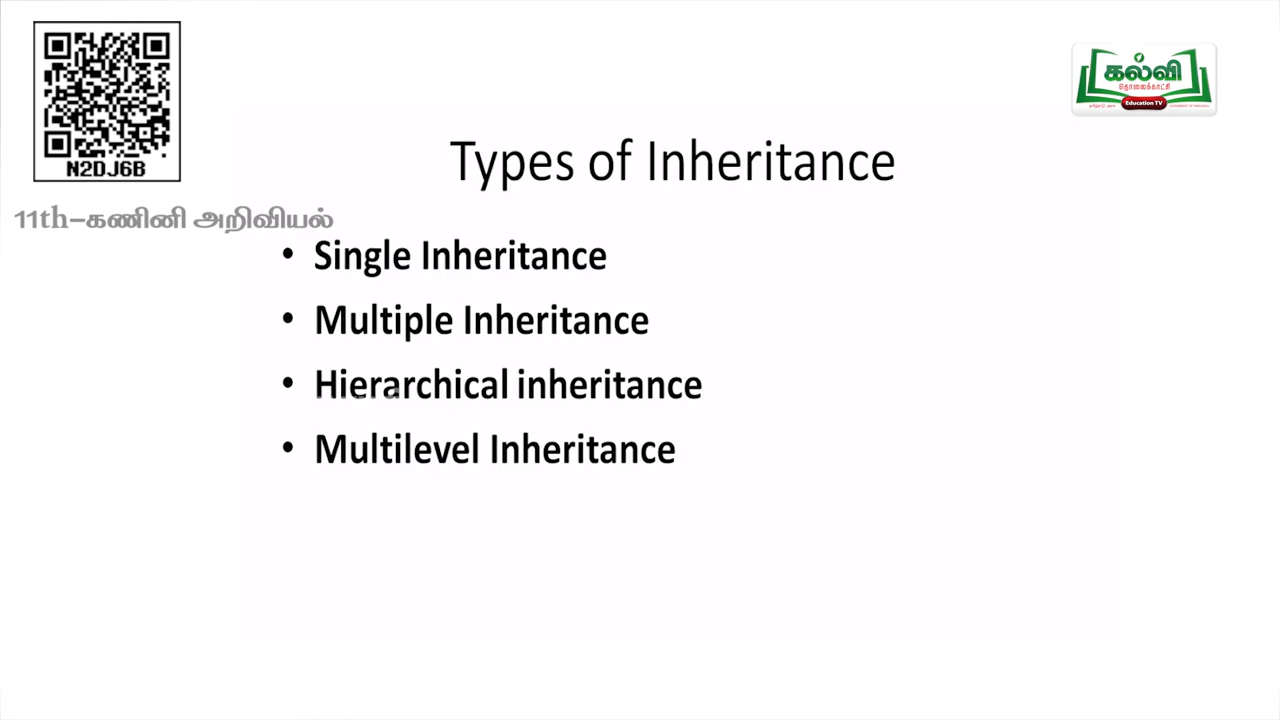 N2DJ6B
கல்வி
தொலைக்காட்சி
Education TV
Types of Inheritance
11th-கணினி அறிவியல்
• Single Inheritance
• Multiple Inheritance
• Hierarchical inheritance
• Multilevel Inheritance